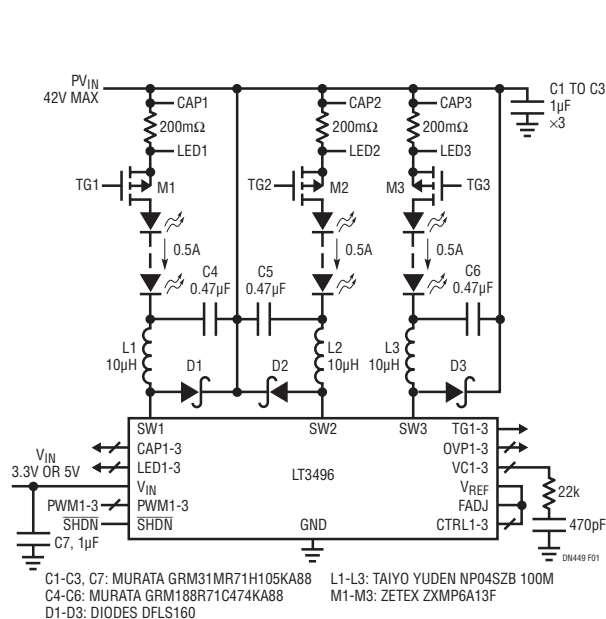 PVIN
42V MAX
CAP1
CAP2
CAP3
C1 TO C3
1µF
×3
200mΩ
200mΩ
200mΩ
LED1
LED2
LED3
TG1
M1
TG2
M2
M3
TG3
0.5A
0.5A
0.5A
C4
0.47µF
C5
0.47µF
C6
0.47µF
L1
10µH
D1
D2
L2
10µH
L3
10µH
D3
SW1
SW2
SW3
TG1-3
CAP1-3
OVP1-3
LED1-3
LT3496
VC1-3
VIN
3.3V OR 5V
VIN
VREF
22k
PWM1-3
PWM1-3
FADJ
SHDN
SHDN
GND
CTRL1-3
470pF
C7, 1µF
DN449 F01
C1-C3, C7: MURATA GRM31MR71H105KA88
C4-C6: MURATA GRM188R71C474KA88
D1-D3: DIODES DFLS160
L1-L3: TAIYO YUDEN NP04SZB 100M
M1-M3: ZETEX ZXMP6A13F